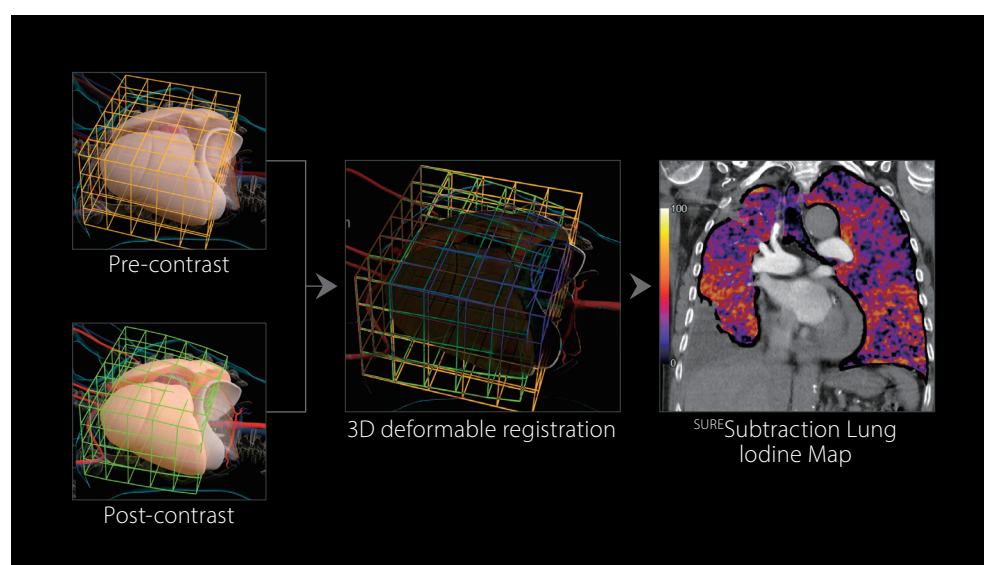 Pre-contrast
Post-contrast
3D deformable registration
100
0
SURESubtraction Lung
Iodine Map